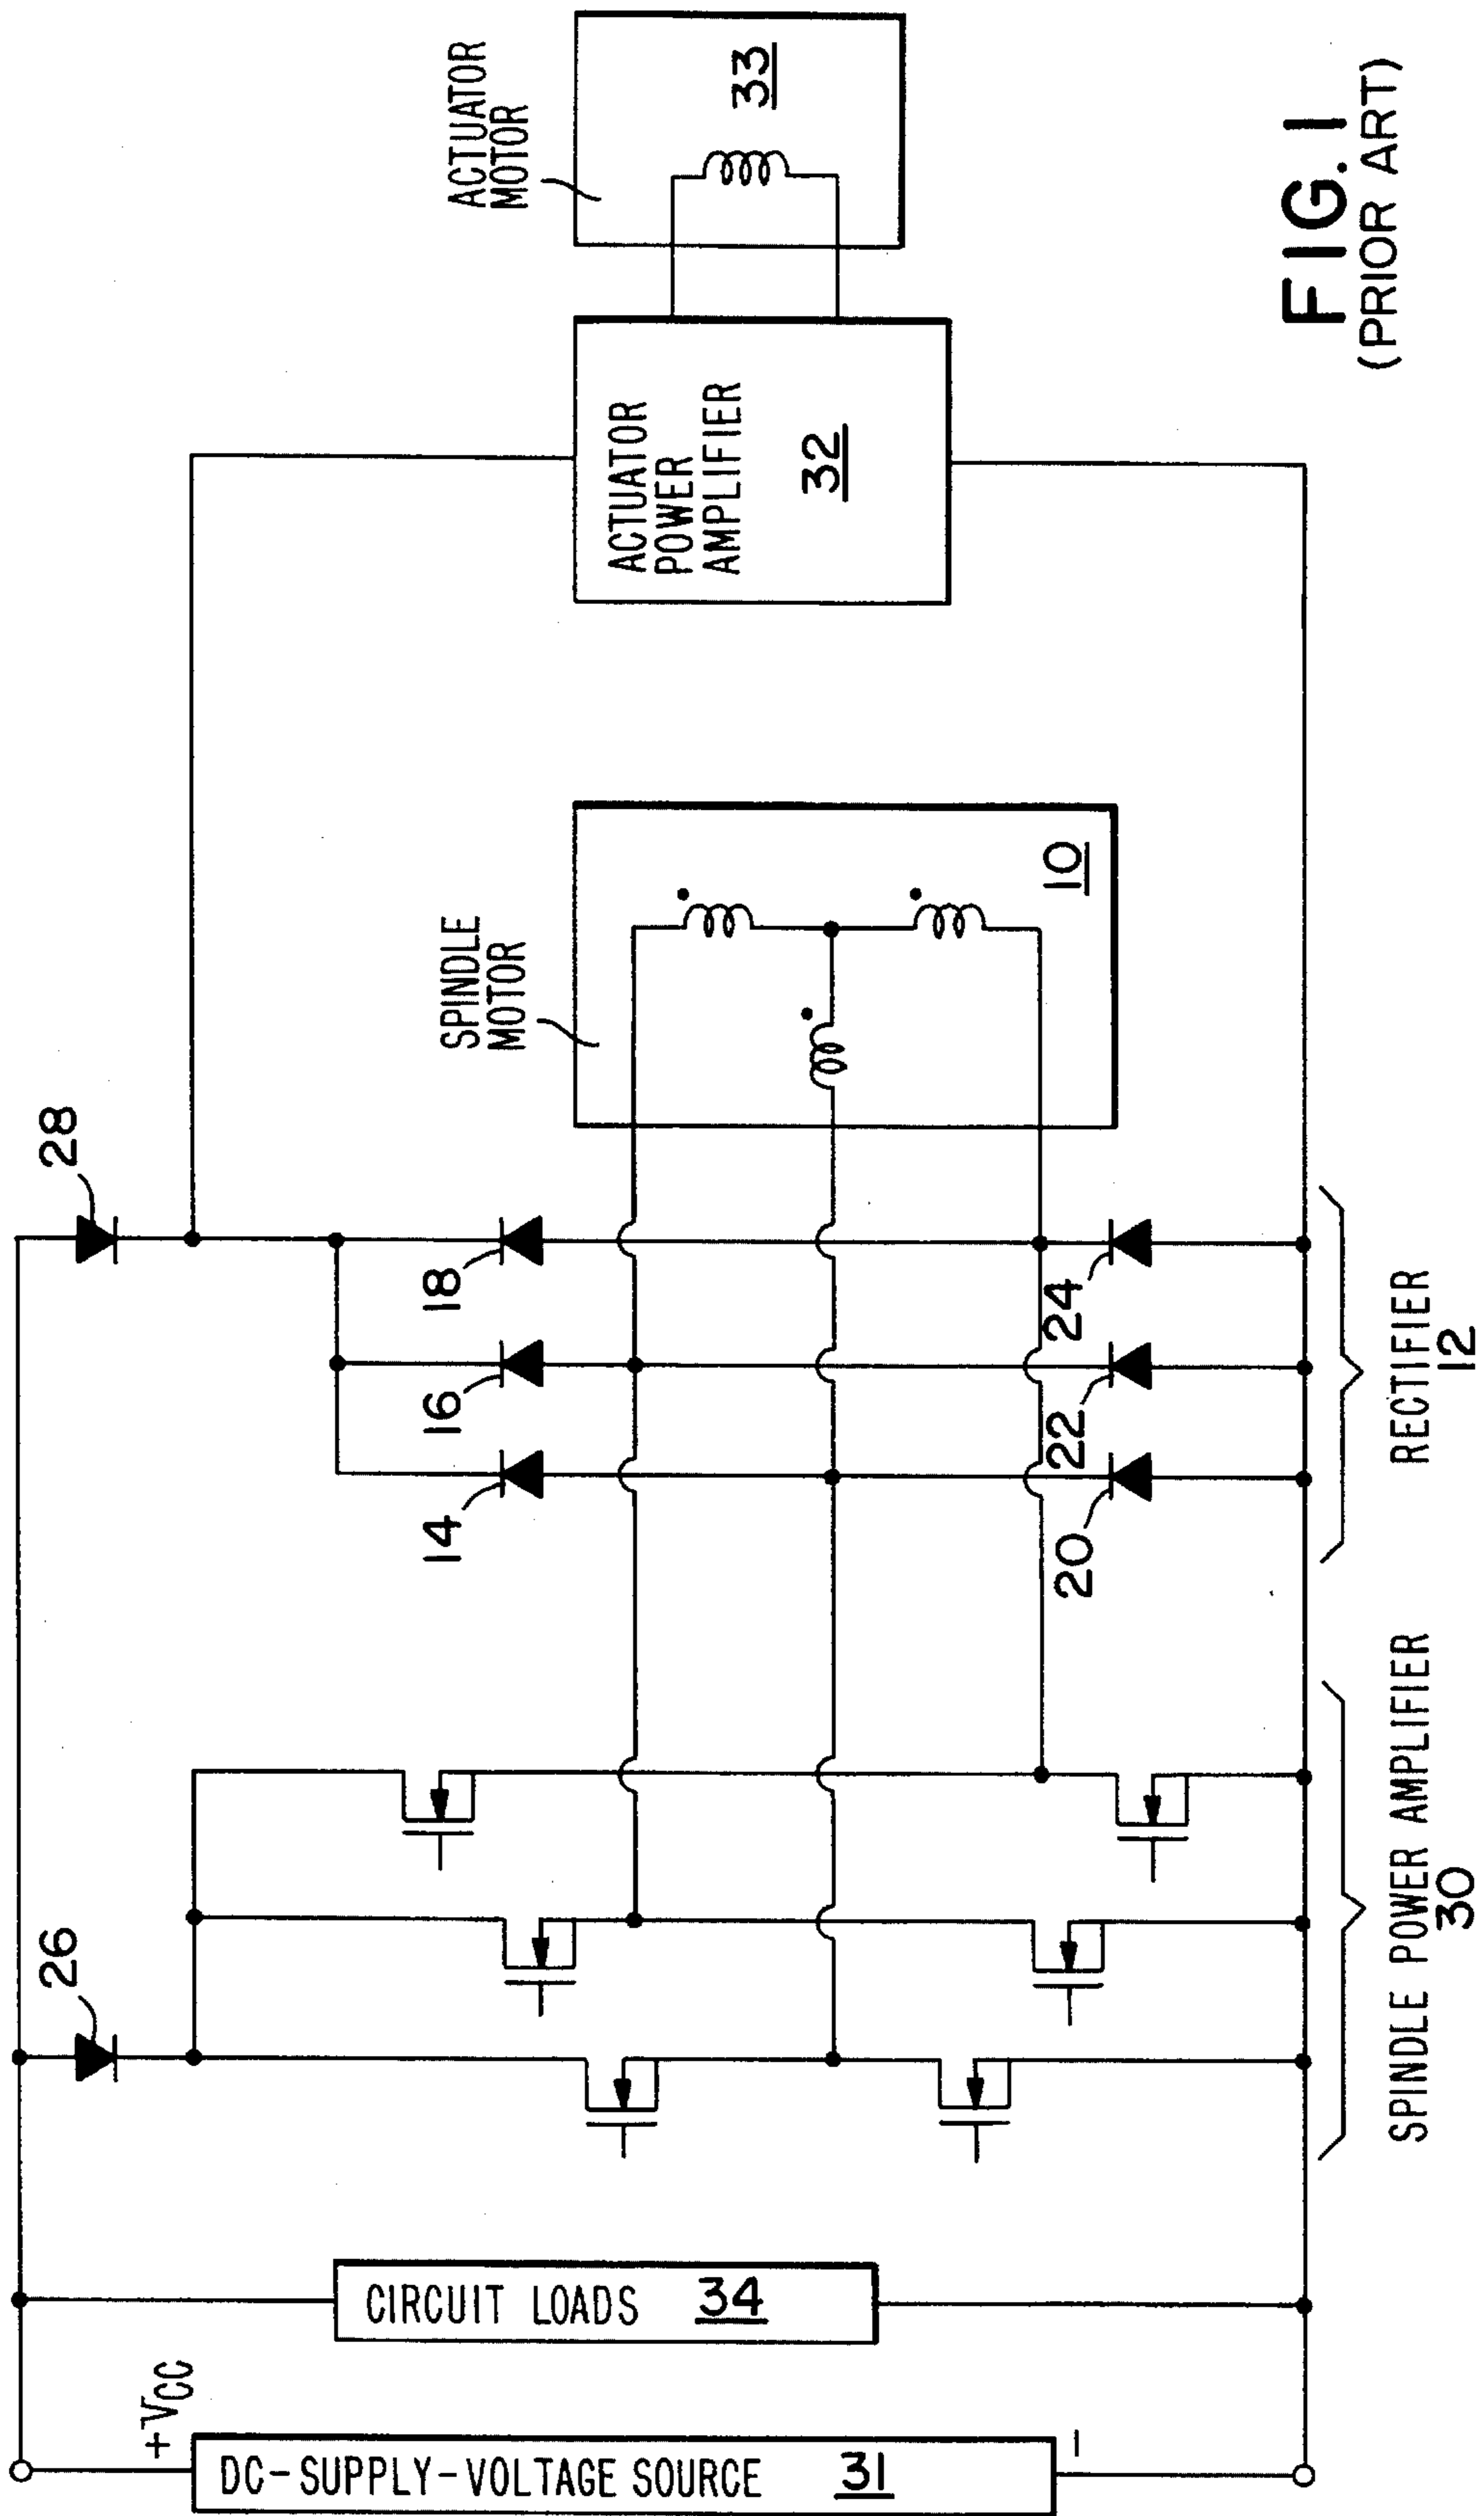 DC-SUPPLY-VOLTAGE SOURCE 31
+VCC
-
CIRCUIT LOADS 34
26
28
SPINDLE POWER AMPLIFIER
30
14
16
18
20
22
24
RECTIFIER
12
SPINDLE
MOTOR
10
ACTUATOR
POWER
AMPLIFIER
32
ACTUATOR
MOTOR
33
FIG. 1
(PRIOR ART)